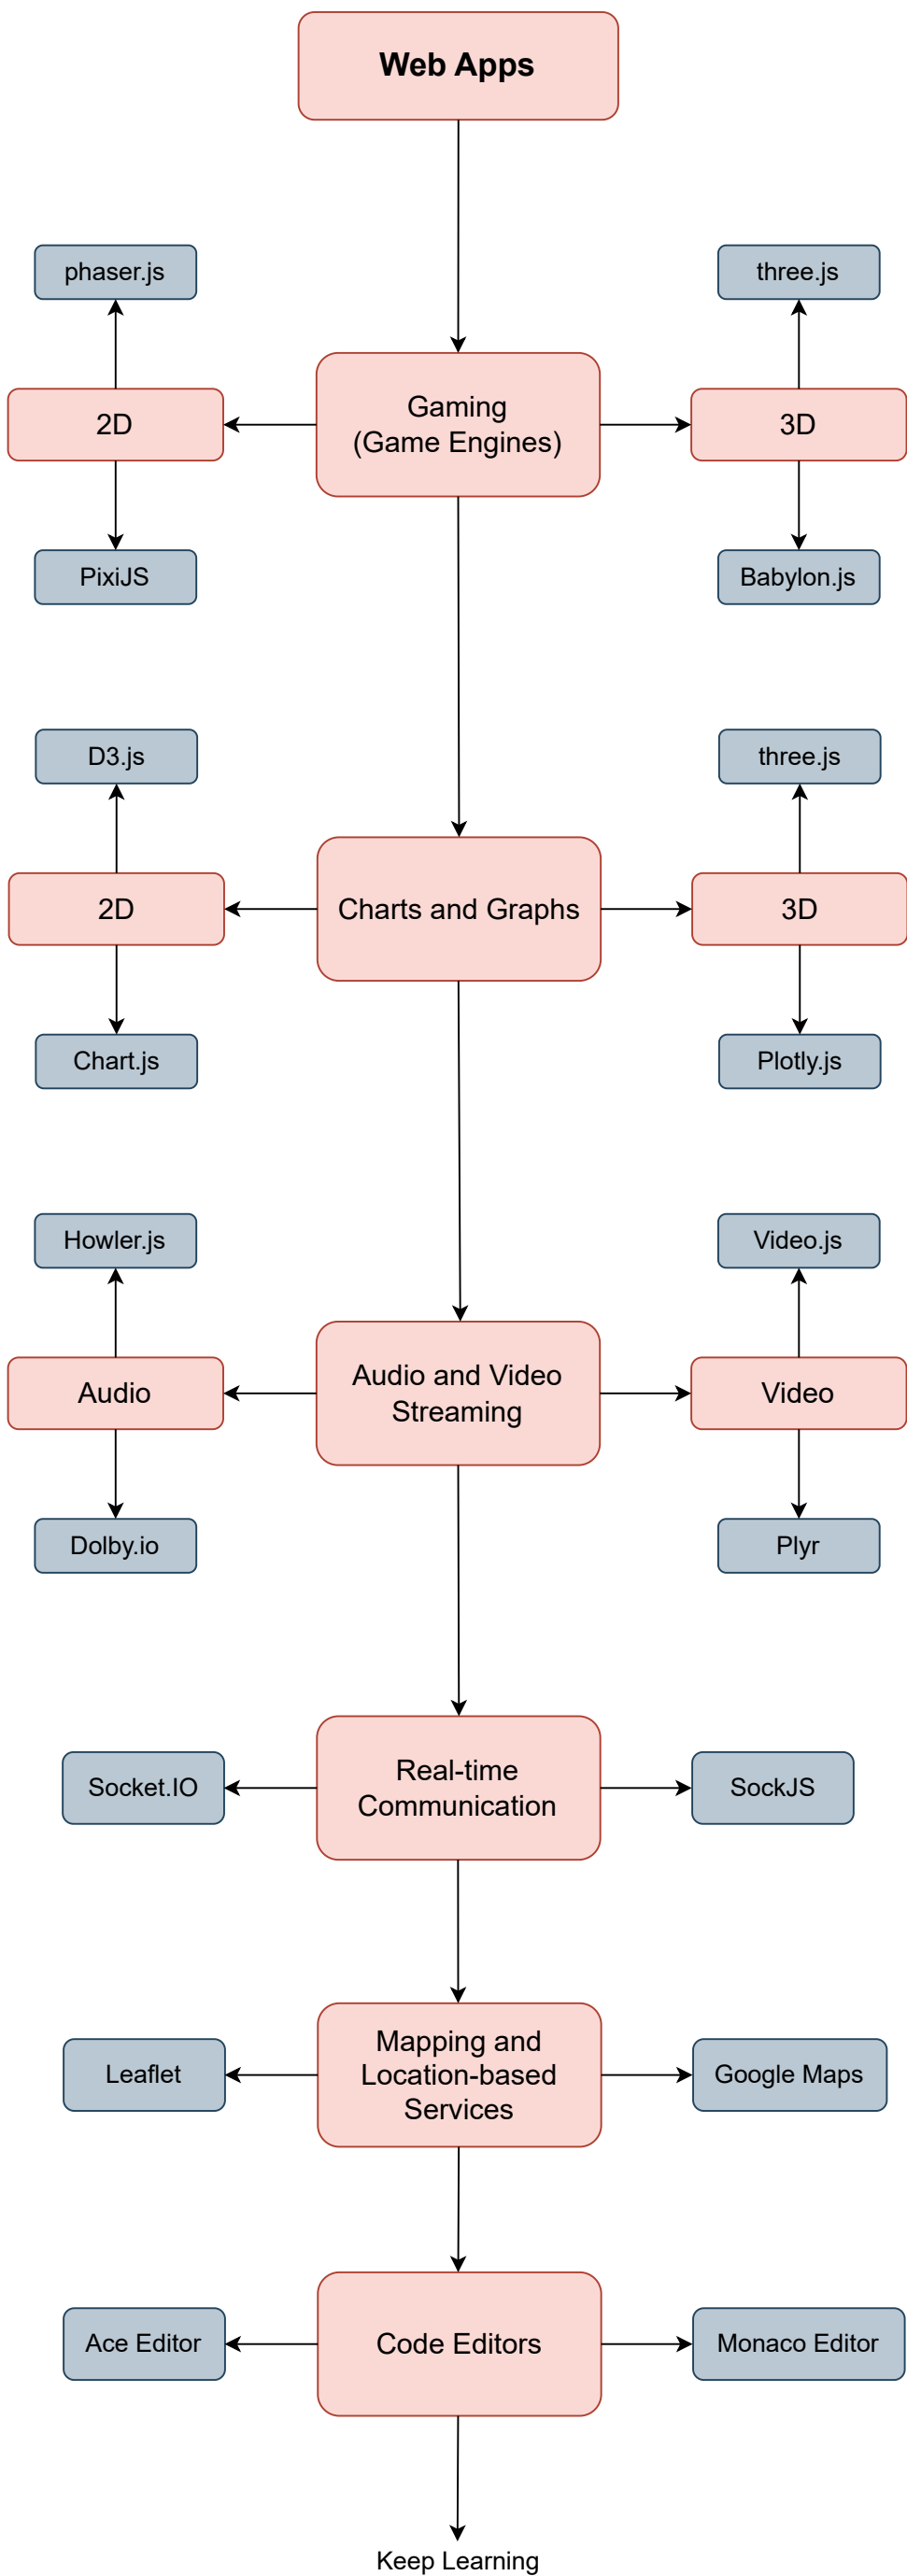 Web Apps
phaser.js
three.js
2D
Gaming
(Game Engines)
3D
PixiJS
Babylon.js
D3.js
three.js
2D
Charts and Graphs
3D
Chart.js
Plotly.js
Howler.js
Video.js
Audio
Audio and Video
Streaming
Video
Dolby.io
Plyr
Socket.IO
Real-time
Communication
SockJS
Leaflet
Mapping and
Location-based
Services
Google Maps
Ace Editor
Code Editors
Monaco Editor
Keep Learning